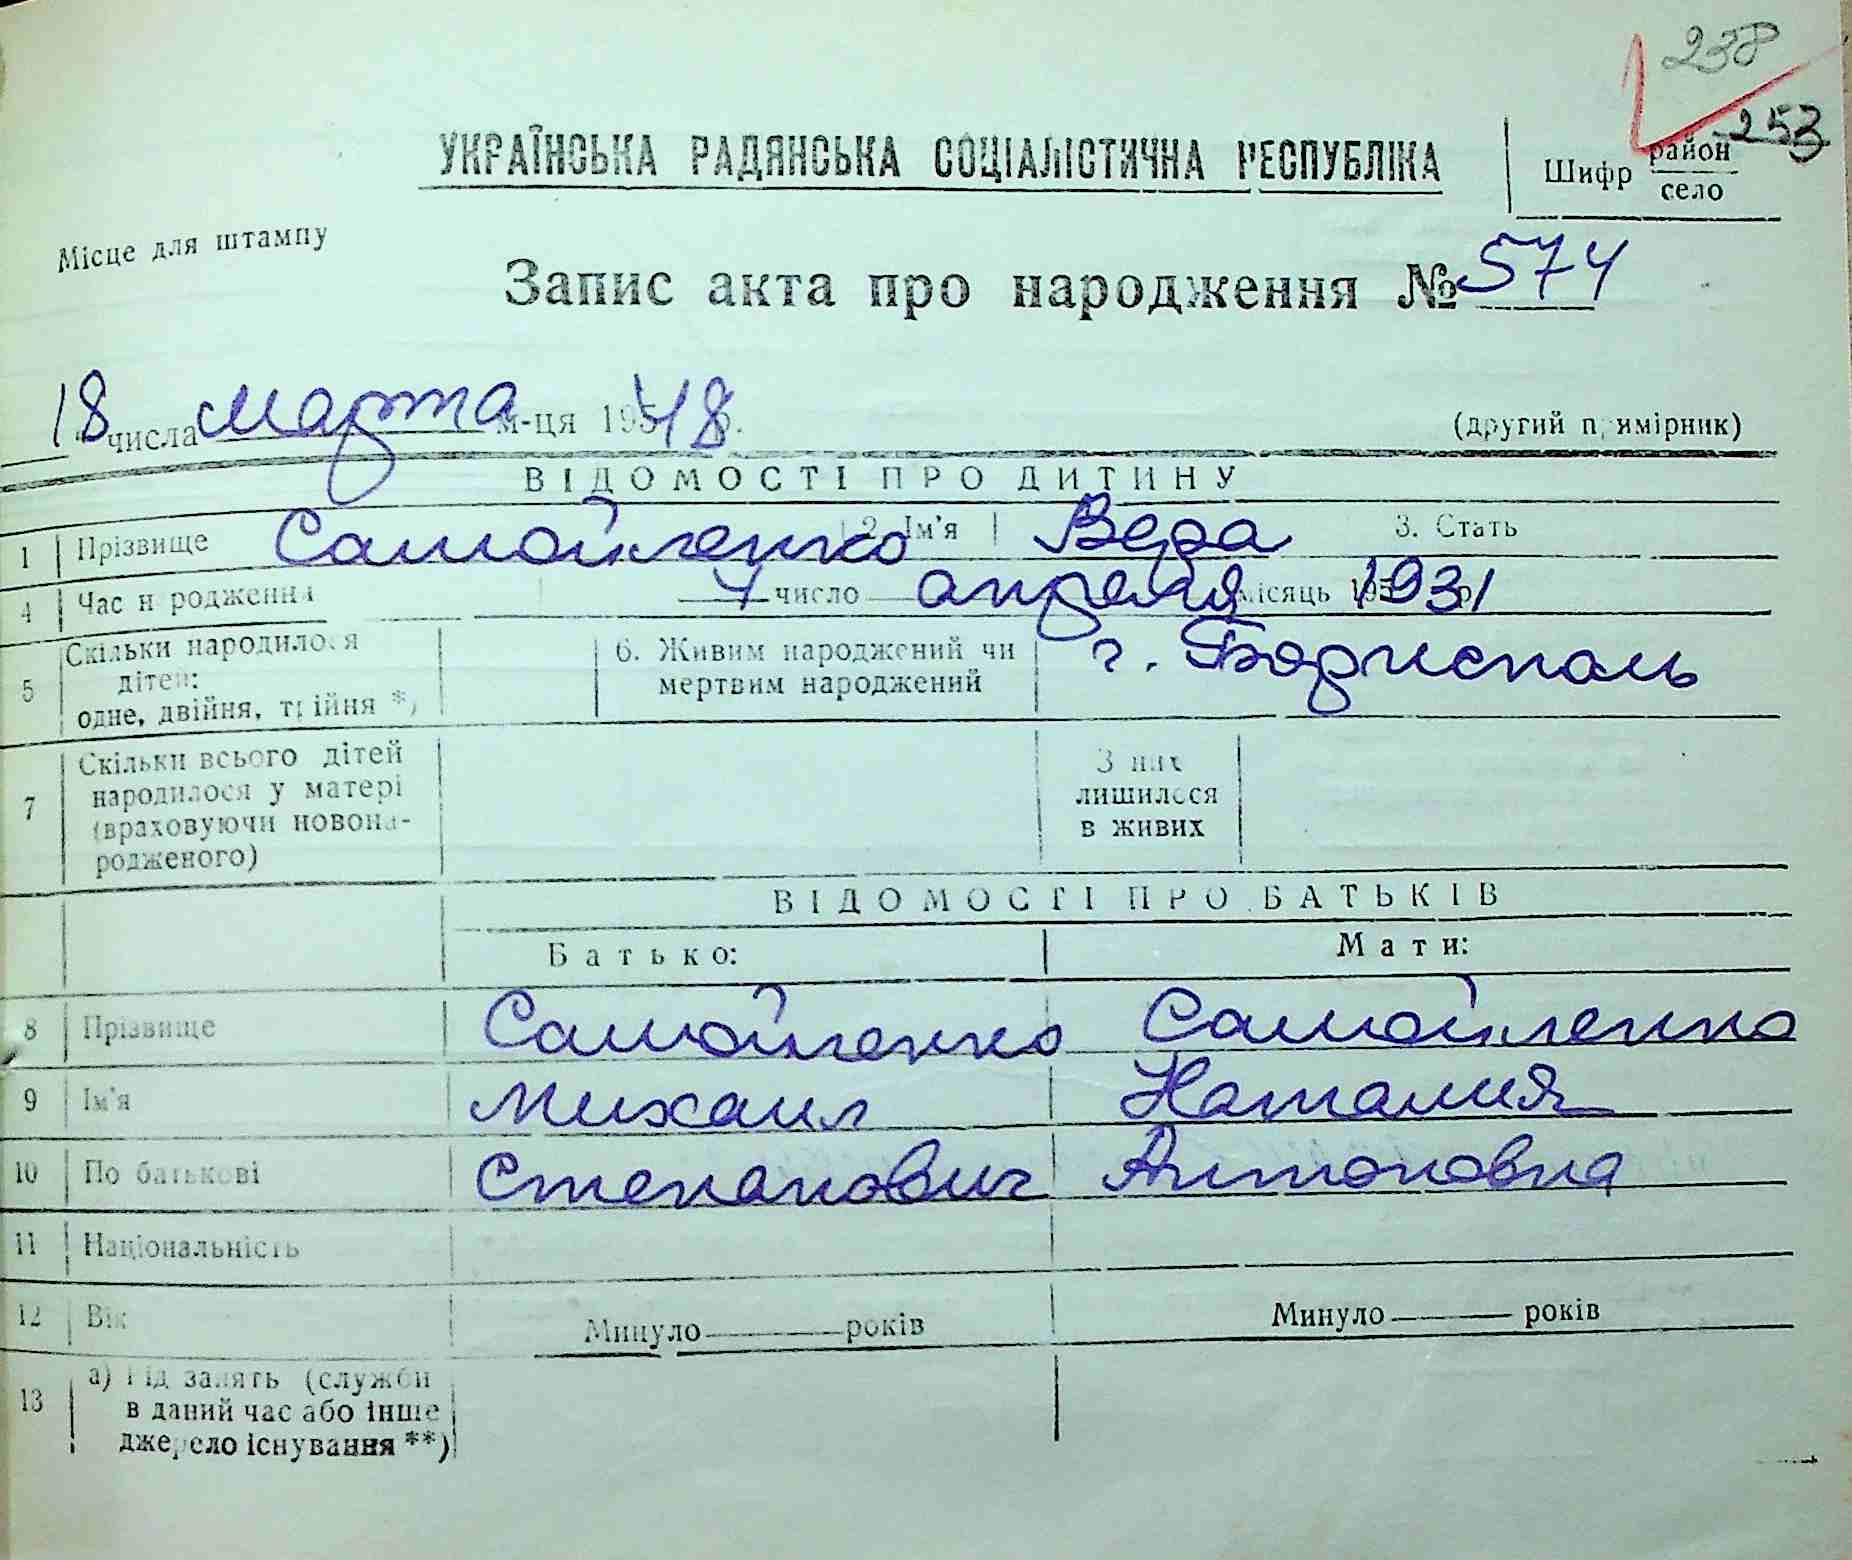 238
253
УКРАЇНСЬКА РАДЯНСЬКА СОЦІАЛІСТИЧНА РЕСПУБЛІКА
Шифр район
село
Місце для штампу
Запис акта про народження № 574
18 числа марта м-ця 195 48 р.
(другий примірник)
ВІДОМОСТІ ПРО ДИТИНУ
1 Прізвище Самойленко 2. Ім'я Вера 3. Стать
4 Час народження 7 число апреля місяць 1931 р.
5 Скільки народилося дітей: одне, двійня, трійня *)
6. Живим народжений чи мертвим народжений
г. Борисполь
7 Скільки всього дітей народилося у матері (враховуючи новонародженого)
З них лишилося в живих
ВІДОМОСТІ ПРО БАТЬКІВ
Батько: Мати:
8 Прізвище Самойленко Самойленко
9 Ім'я Михаил Наталия
10 По батькові Степанович Антоновна
11 Національність
12 Вік Минуло ——— років Минуло ——— років
13 а) Рід занять (служби в даний час або інше джерело існування **)